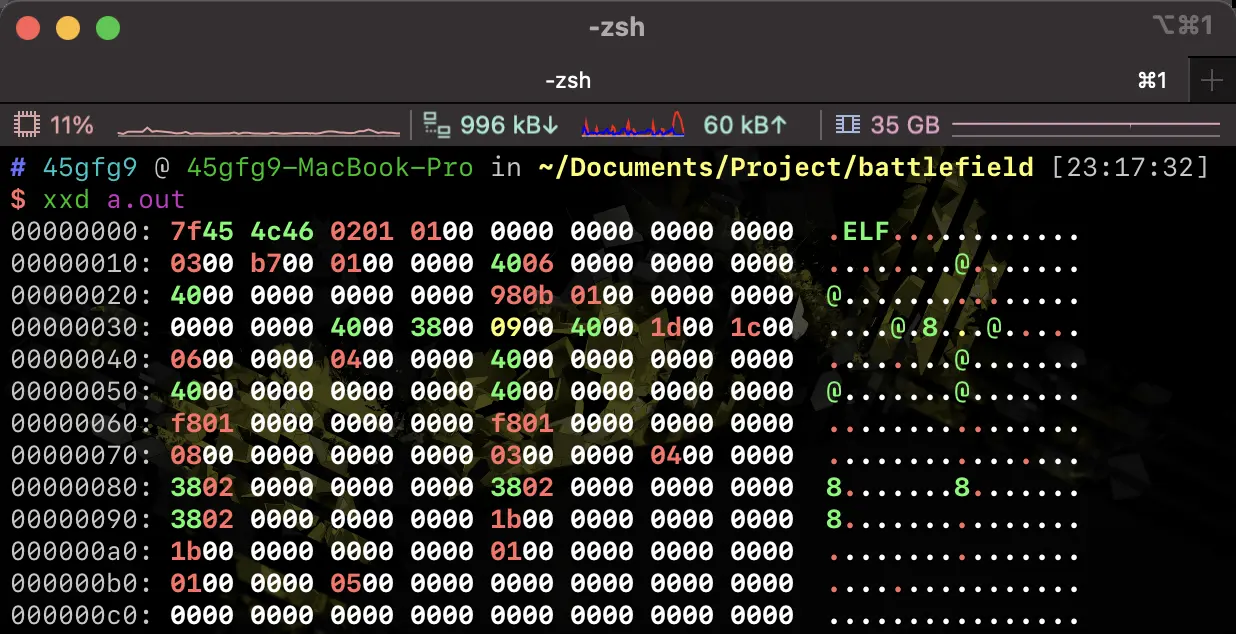 -zsh
⌥⌘1
-zsh
⌘1
11% 996 kB↓ 60 kB↑ 35 GB
# 45gfg9 @ 45gfg9-MacBook-Pro in ~/Documents/Project/battlefield [23:17:32]
$ xxd a.out
00000000: 7f45 4c46 0201 0100 0000 0000 0000 0000  .ELF............
00000010: 0300 b700 0100 0000 4006 0000 0000 0000  ........@.......
00000020: 4000 0000 0000 0000 980b 0100 0000 0000  @...............
00000030: 0000 0000 4000 3800 0900 4000 1d00 1c00  ....@.8...@.....
00000040: 0600 0000 0400 0000 4000 0000 0000 0000  ........@.......
00000050: 4000 0000 0000 0000 4000 0000 0000 0000  @.......@.......
00000060: f801 0000 0000 0000 f801 0000 0000 0000  ................
00000070: 0800 0000 0000 0000 0300 0000 0400 0000  ................
00000080: 3802 0000 0000 0000 3802 0000 0000 0000  8.......8.......
00000090: 3802 0000 0000 0000 1b00 0000 0000 0000  8...............
000000a0: 1b00 0000 0000 0000 0100 0000 0000 0000  ................
000000b0: 0100 0000 0500 0000 0000 0000 0000 0000  ................
000000c0: 0000 0000 0000 0000 0000 0000 0000 0000  ................